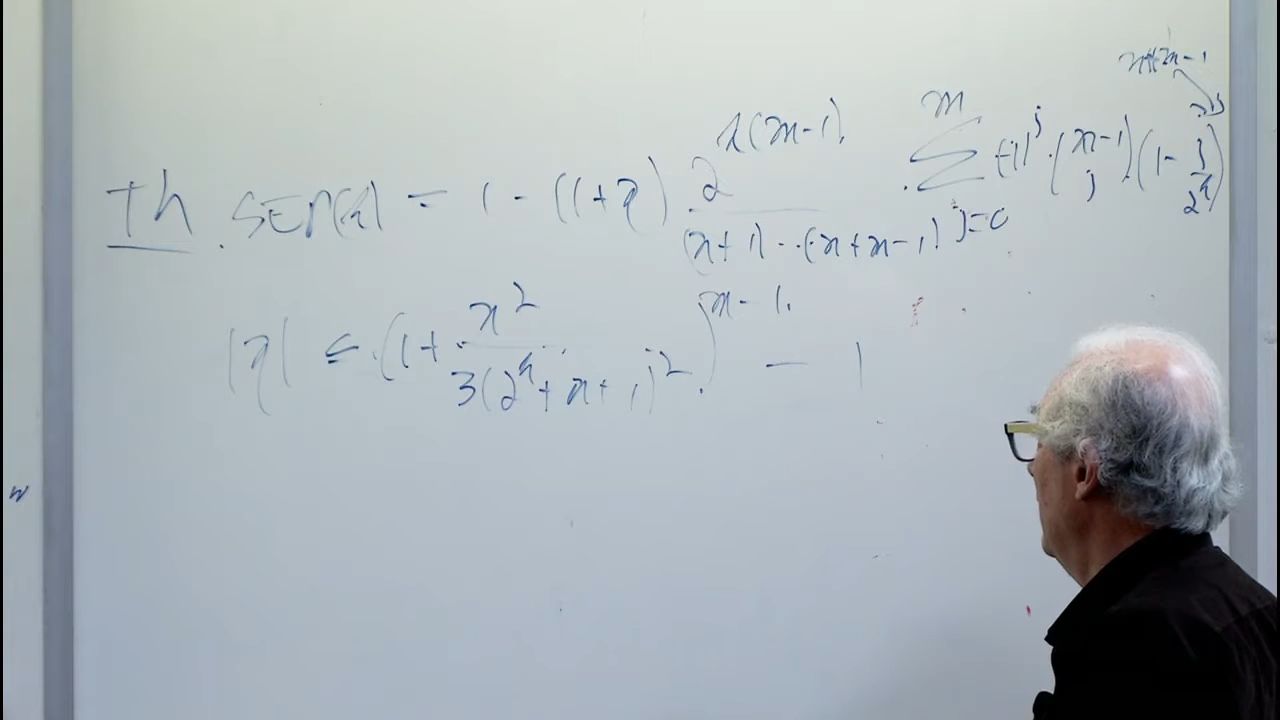 n+m-1
Th. SEP(k) = 1 - (1+η) 2^{n(m-1)} / ((n+1)...(n+m-1)) Σ_{j=0}^{m} (-1)^j (m-1 j) (1 - j/2^n)
|η| ≤ (1 + n^2 / 3(2^n + n + 1)^2)^{m-1} - 1